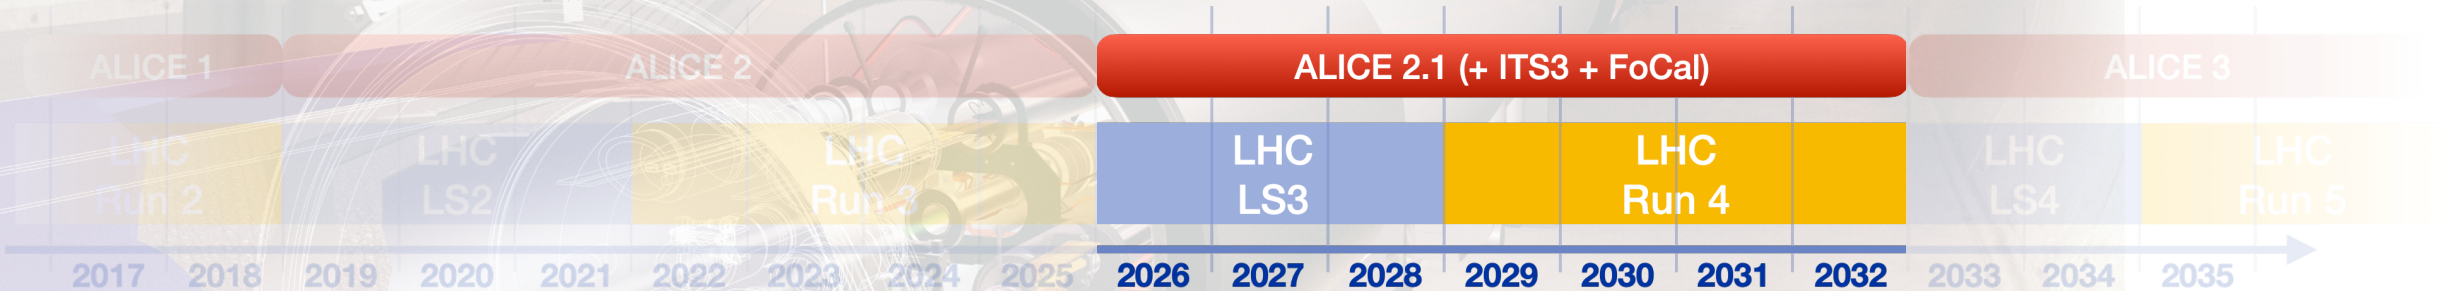 ALICE 1 ALICE 2 ALICE 2.1 (+ ITS3 + FoCal) ALICE 3
LHC LHC LHC LHC LHC LHC LHC
Run 2 LS2 Run 3 LS3 Run 4 LS4 Run 5
2017 2018 2019 2020 2021 2022 2023 2024 2025 2026 2027 2028 2029 2030 2031 2032 2033 2034 2035